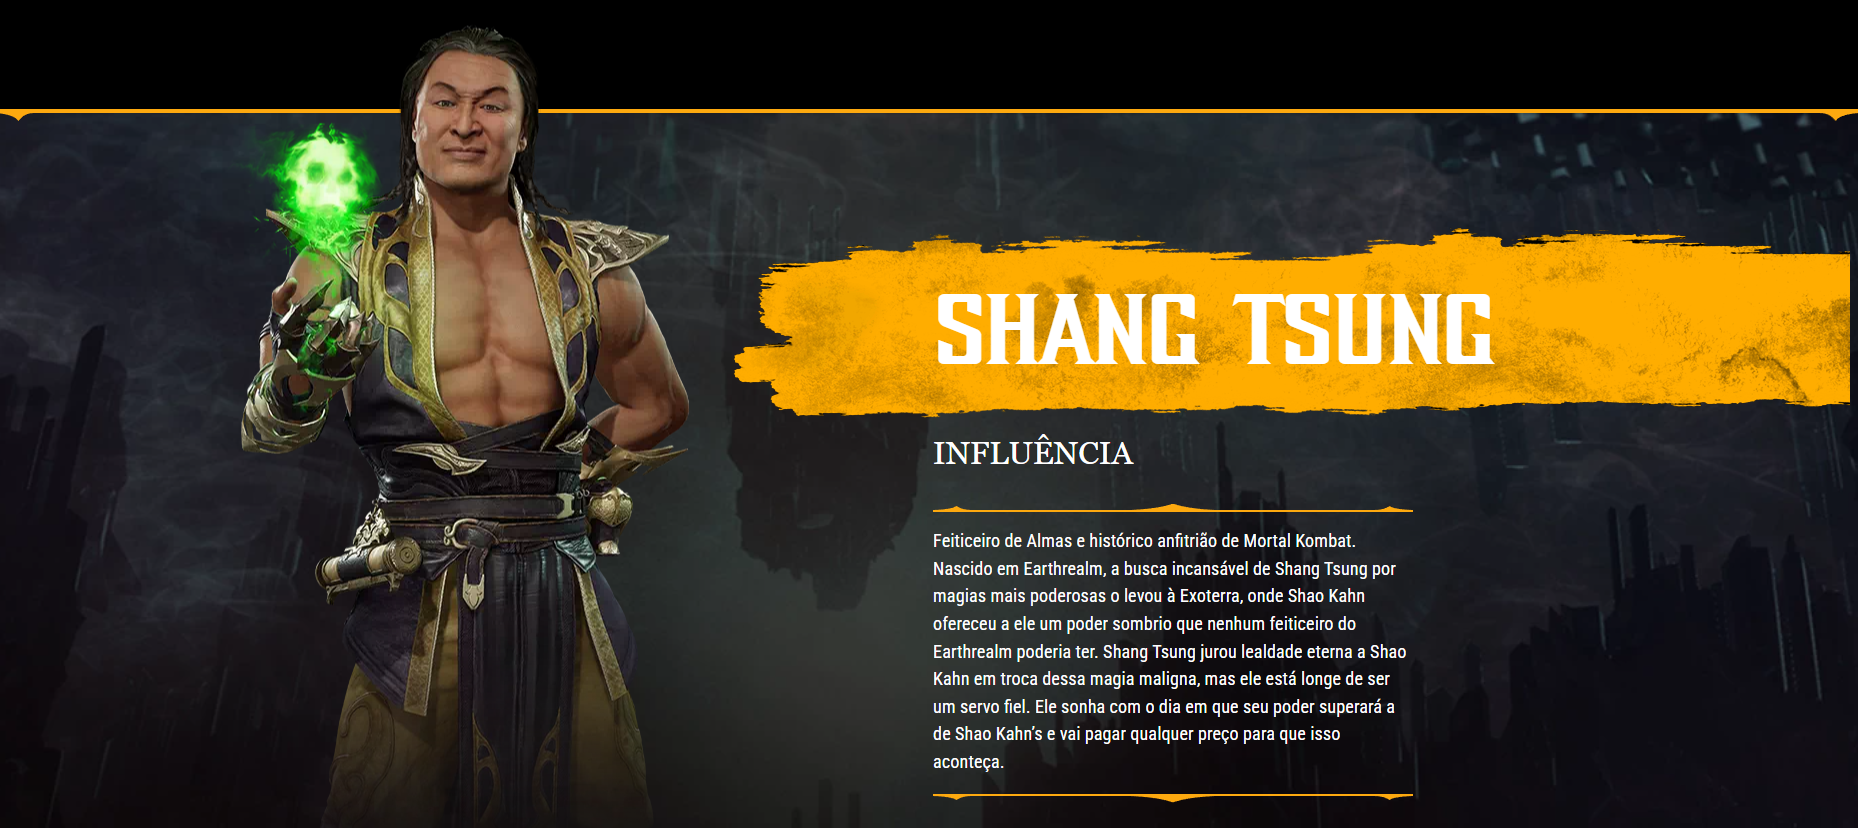 SHANG TSUNG
INFLUÊNCIA
Feiticeiro de Almas e histórico anfitrião de Mortal Kombat.
Nascido em Earthrealm, a busca incansável de Shang Tsung por
magias mais poderosas o levou à Exoterra, onde Shao Kahn
ofereceu a ele um poder sombrio que nenhum feiticeiro do
Earthrealm poderia ter. Shang Tsung jurou lealdade eterna a Shao
Kahn em troca dessa magia maligna, mas ele está longe de ser
um servo fiel. Ele sonha com o dia em que seu poder superará a
de Shao Kahn’s e vai pagar qualquer preço para que isso
aconteça.